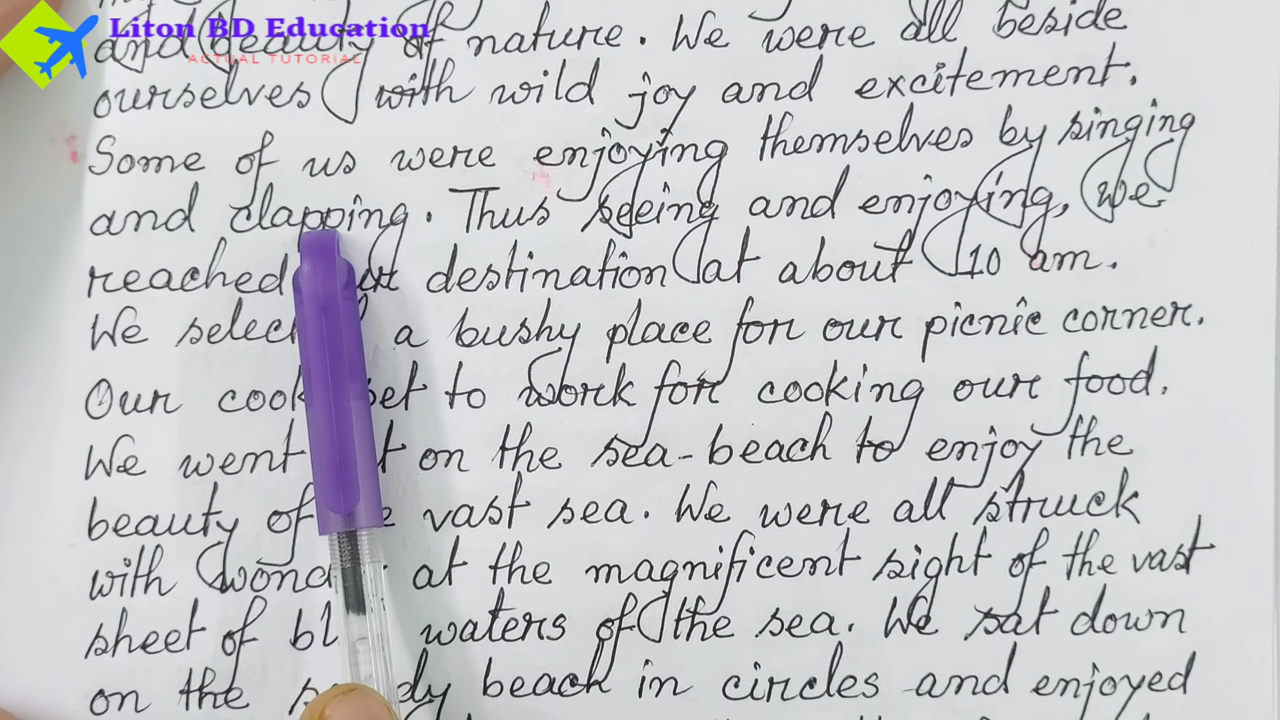 Liton BD Education
ACTUAL TUTORIAL
and beauty of nature. We were all beside
ourselves with wild joy and excitement.
Some of us were enjoying themselves by singing
and clapping. Thus seeing and enjoying, we
reached destination at about 10 am.
We a bushy place for our picnic corner.
Our set to work for cooking our food.
We went on the sea-beach to enjoy the
beauty of vast sea. We were all struck
with at the magnificent sight of the vast
sheet of waters of the sea. We sat down
on the beach in circles and enjoyed